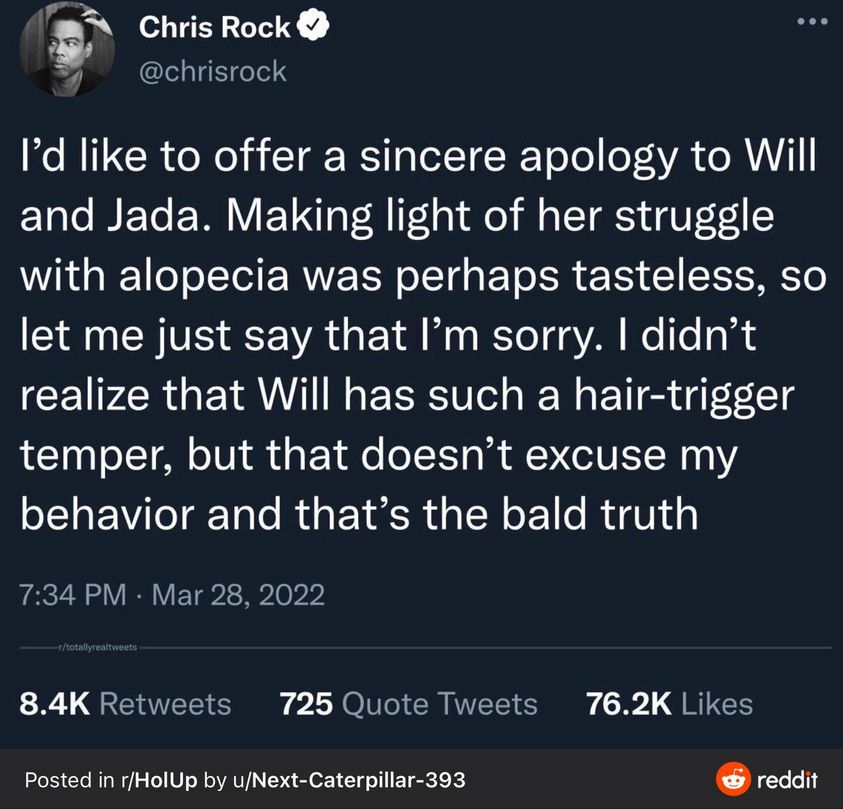 Chris Rock
@chrisrock
I’d like to offer a sincere apology to Will
and Jada. Making light of her struggle
with alopecia was perhaps tasteless, so
let me just say that I’m sorry. I didn’t
realize that Will has such a hair-trigger
temper, but that doesn’t excuse my
behavior and that’s the bald truth
7:34 PM · Mar 28, 2022
r/totallyrealtweets
8.4K Retweets 725 Quote Tweets 76.2K Likes
Posted in r/HolUp by u/Next-Caterpillar-393 reddit